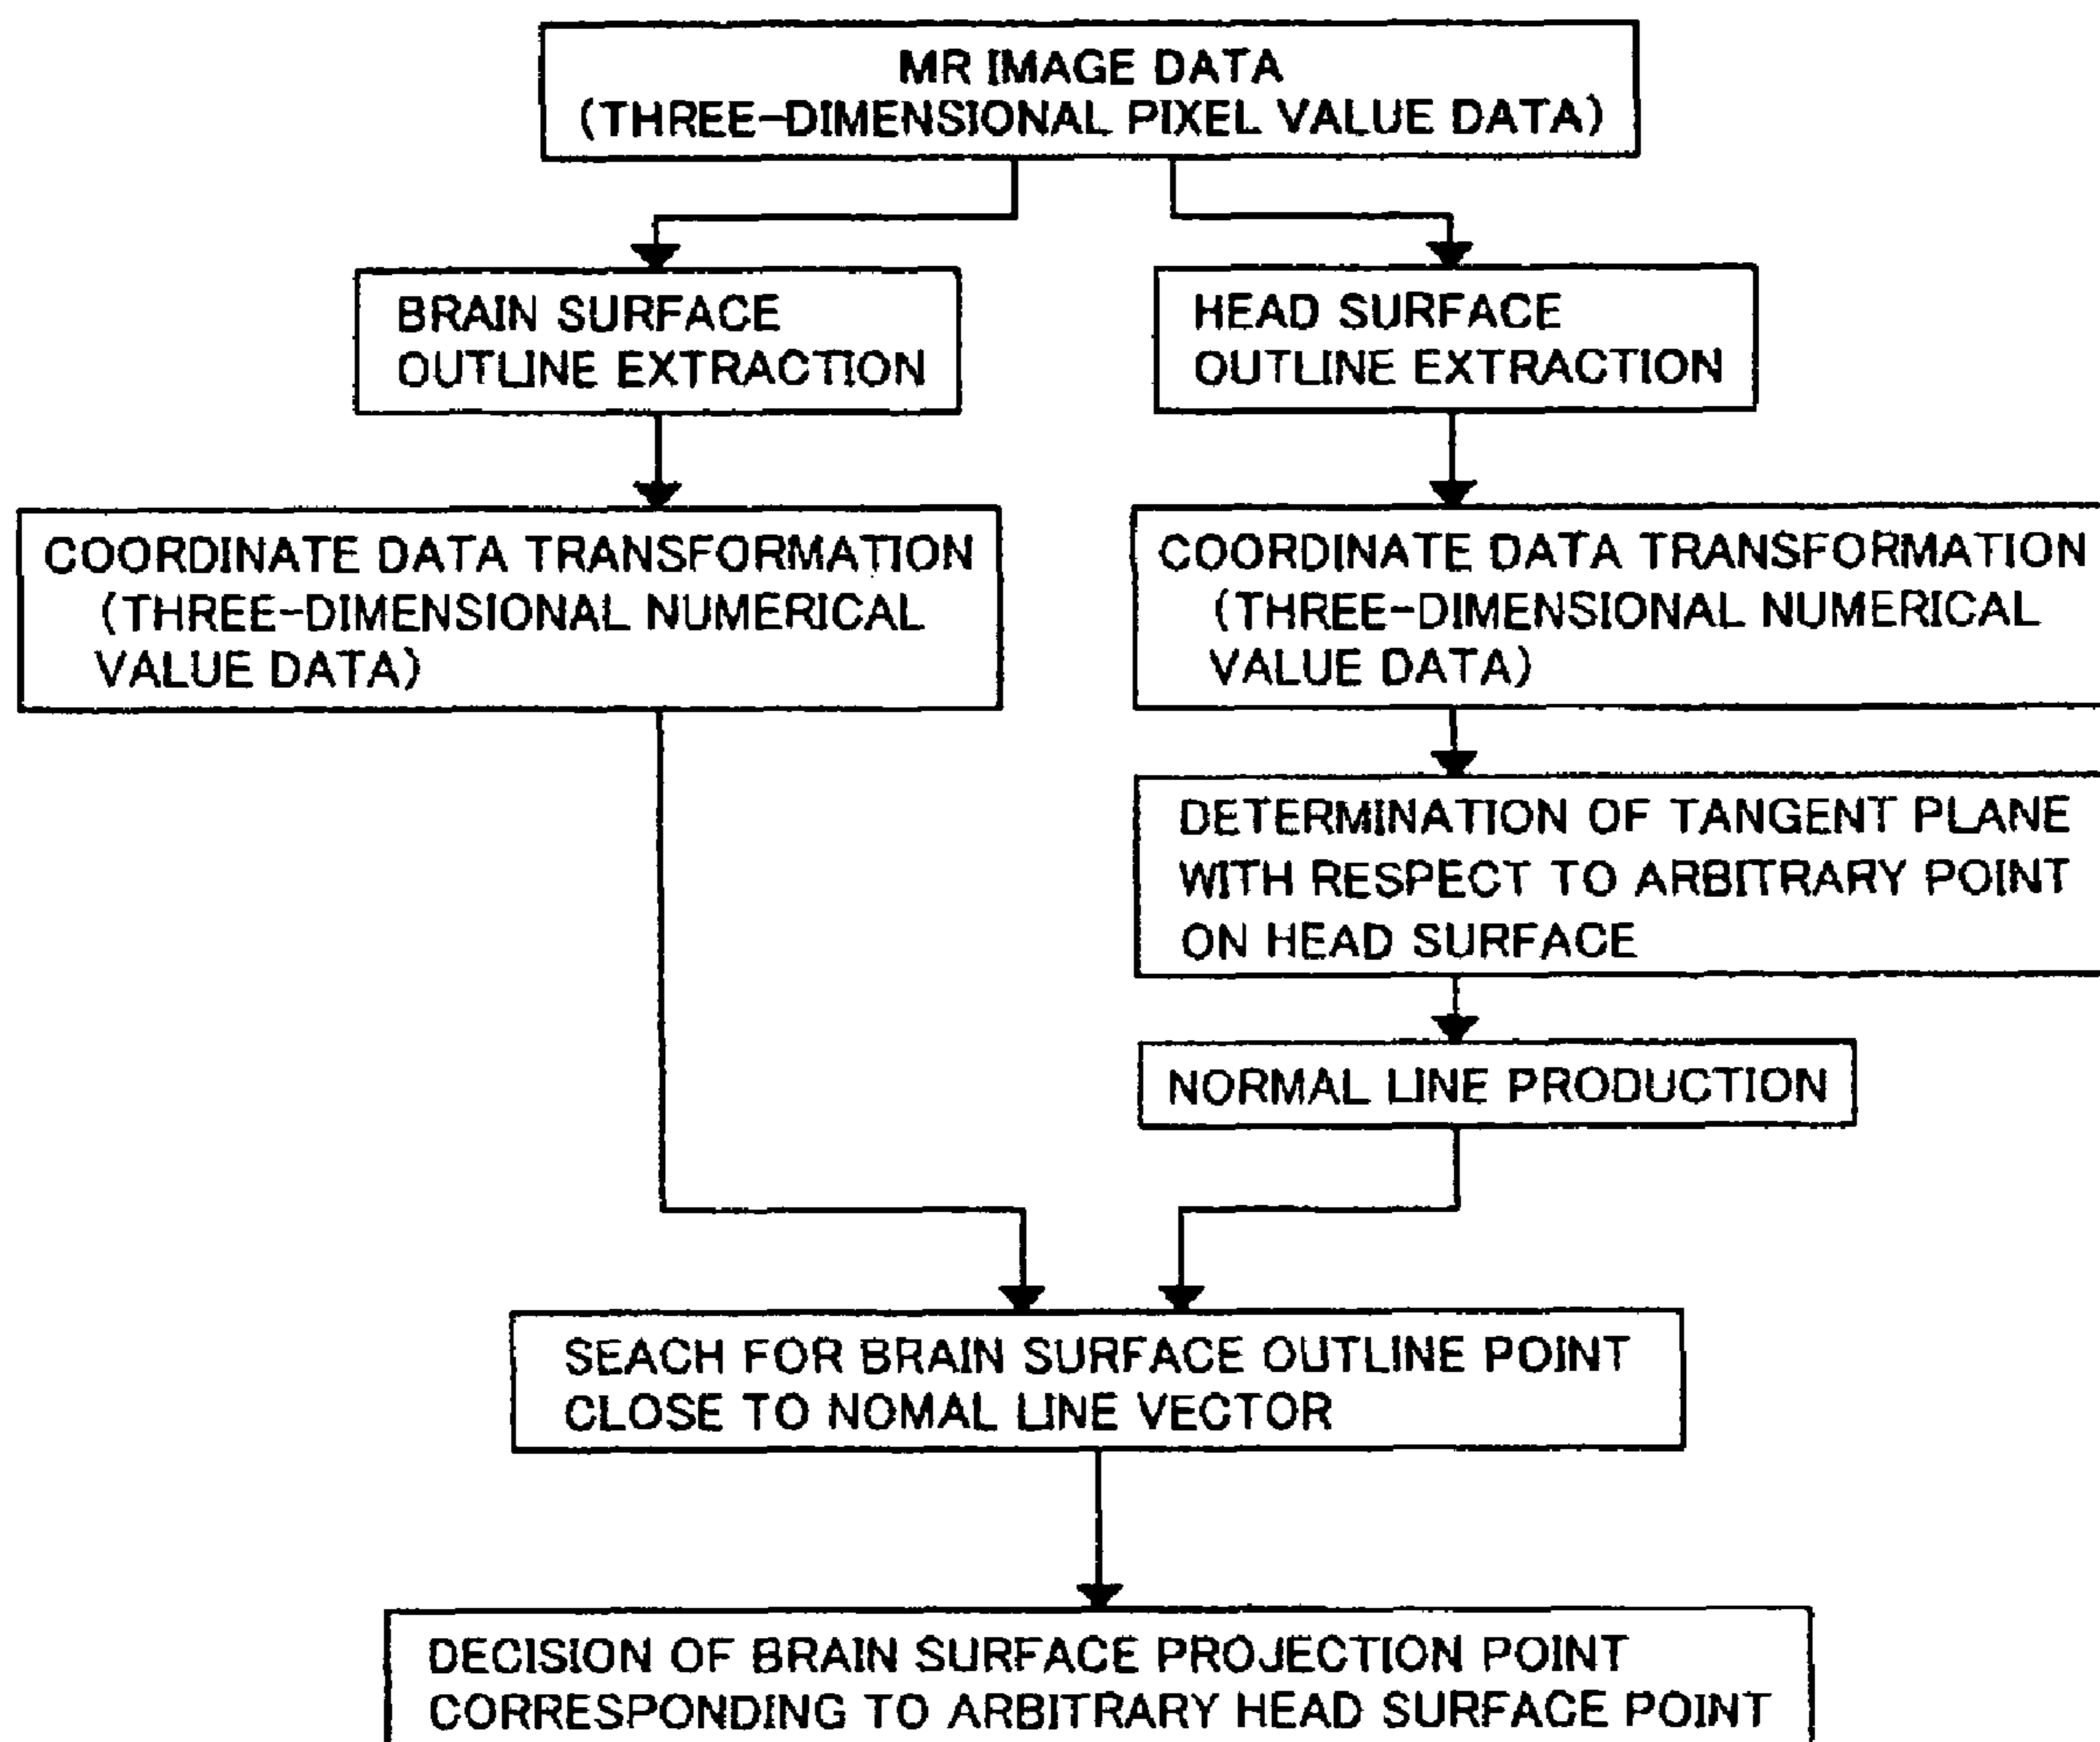 MR IMAGE DATA
(THREE-DIMENSIONAL PIXEL VALUE DATA)
BRAIN SURFACE
OUTLINE EXTRACTION
HEAD SURFACE
OUTLINE EXTRACTION
COORDINATE DATA TRANSFORMATION
(THREE-DIMENSIONAL NUMERICAL
VALUE DATA)
COORDINATE DATA TRANSFORMATION
(THREE-DIMENSIONAL NUMERICAL
VALUE DATA)
DETERMINATION OF TANGENT PLANE
WITH RESPECT TO ARBITRARY POINT
ON HEAD SURFACE
NORMAL LINE PRODUCTION
SEACH FOR BRAIN SURFACE OUTLINE POINT
CLOSE TO NOMAL LINE VECTOR
DECISION OF BRAIN SURFACE PROJECTION POINT
CORRESPONDING TO ARBITRARY HEAD SURFACE POINT